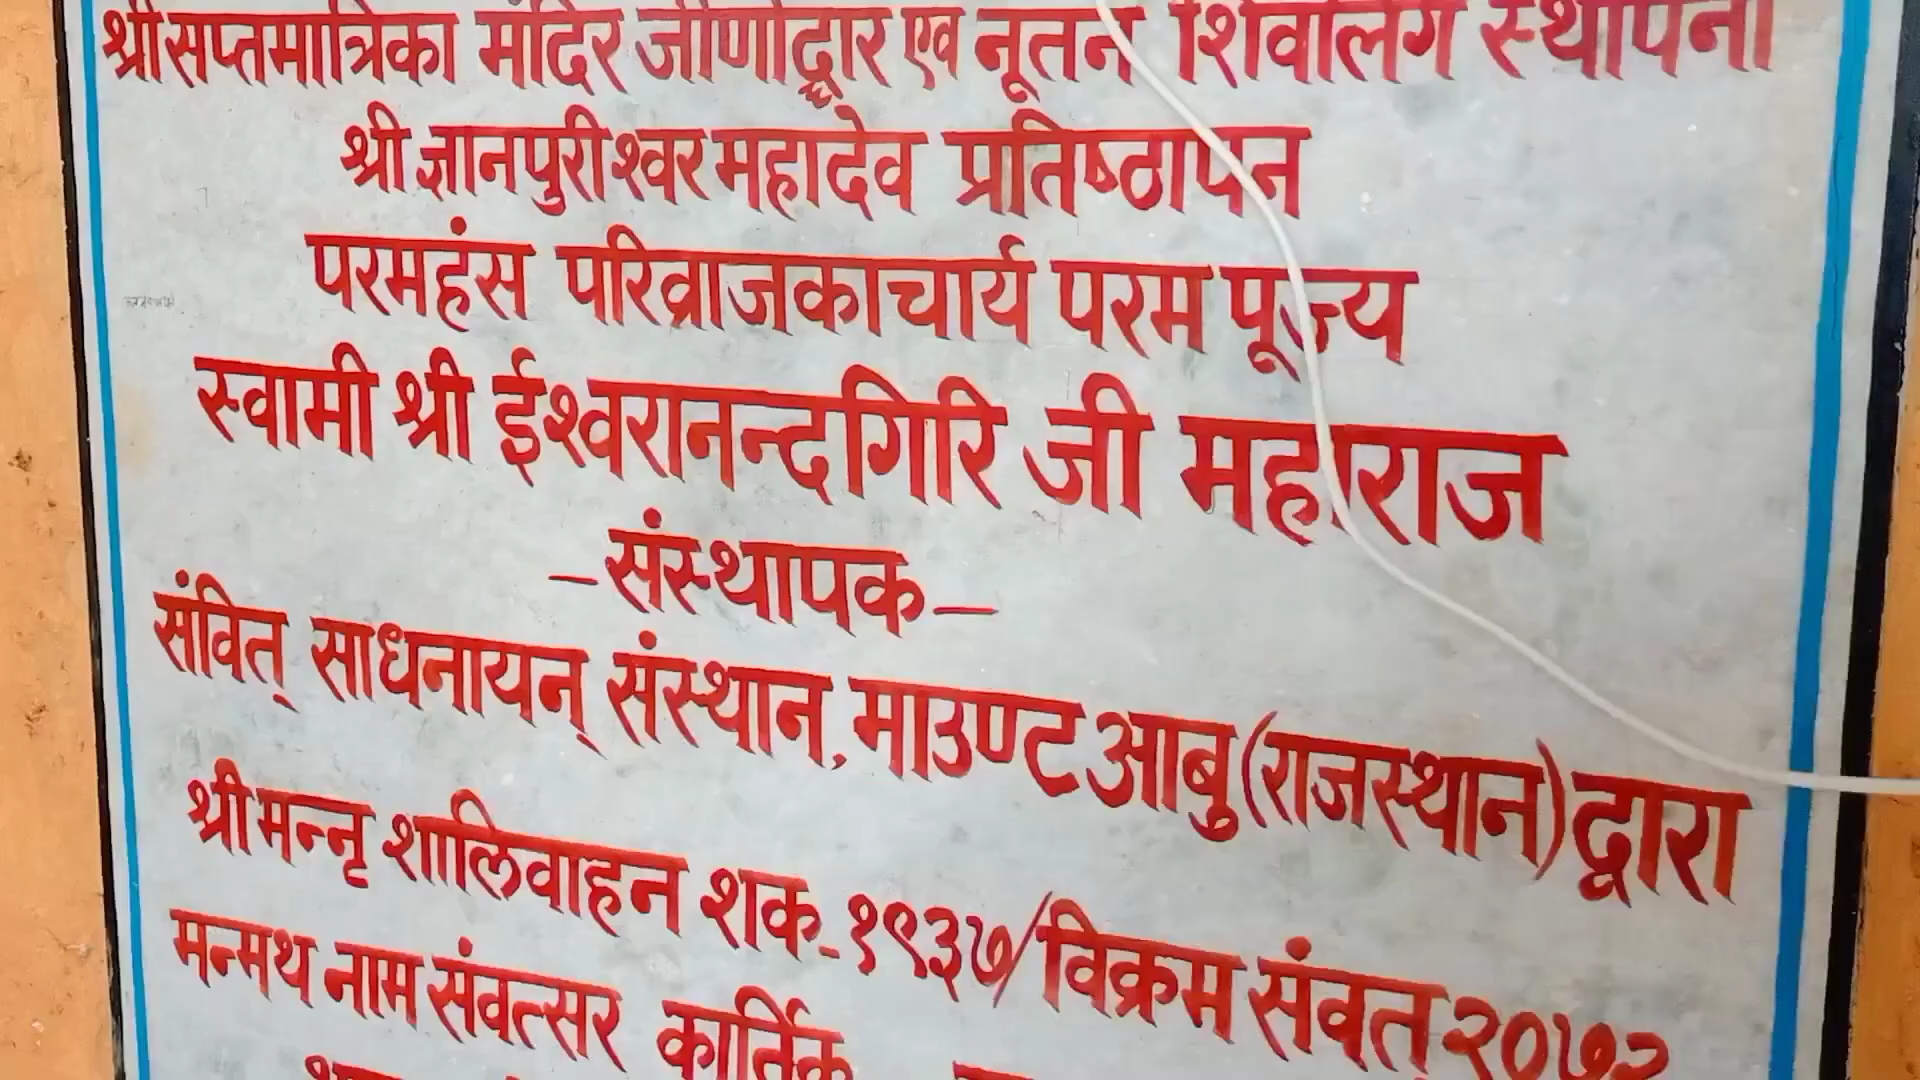 श्री सप्तमात्रिका मंदिर जीर्णोद्धार एवं नूतन शिवलिंग स्थापना
श्री ज्ञानपुरीश्वर महादेव प्रतिष्ठापन
परमहंस परिव्राजकाचार्य परम पूज्य
स्वामी श्री ईश्वरानन्दगिरि जी महाराज
–संस्थापक–
संवित् साधनायन् संस्थान, माउण्ट आबु (राजस्थान) द्वारा
श्री मन्नृ शालिवाहन शक-१९३७/विक्रम संवत् २०७२
मन्मथ नाम संवत्सर कार्तिक